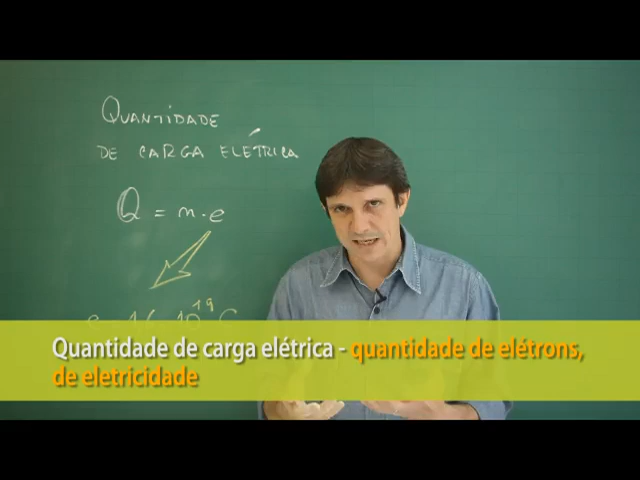 QUANTIDADE
DE CARGA ELÉTRICA
Q = n.e
Quantidade de carga elétrica - quantidade de elétrons,
de eletricidade